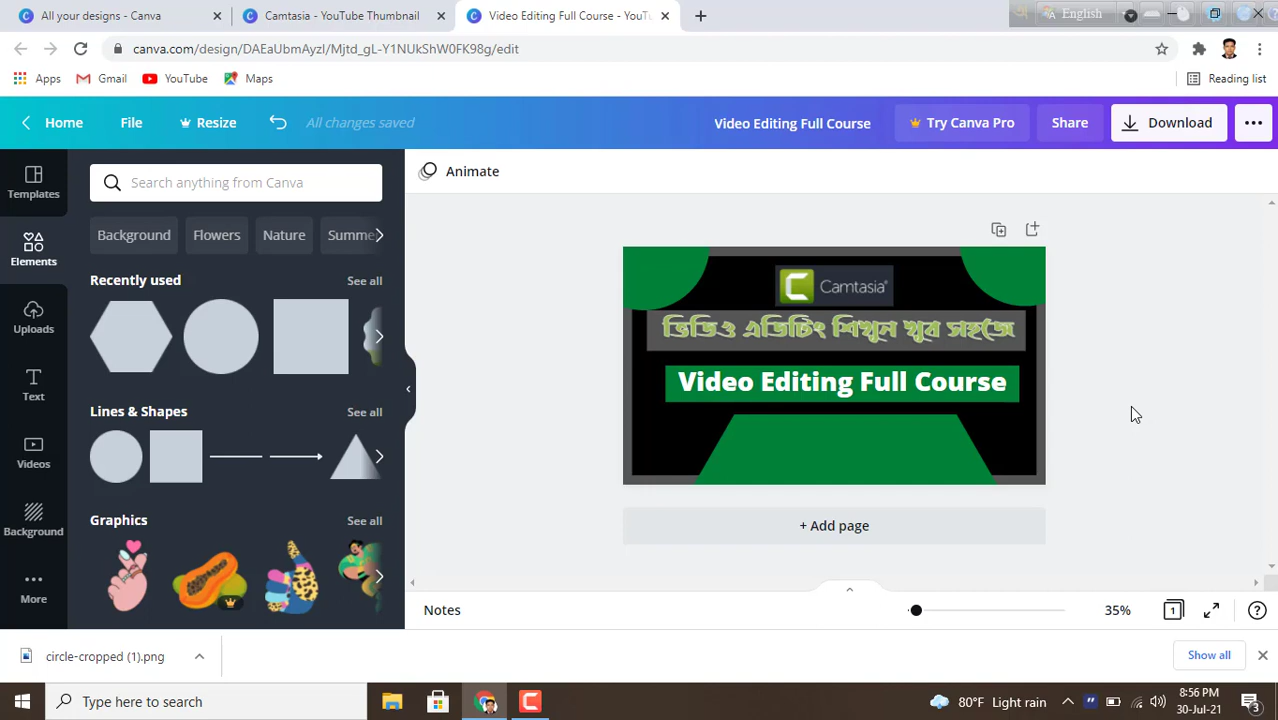 All your designs - Canva
Camtasia - YouTube Thumbnail
Video Editing Full Course - YouTu
English
canva.com/design/DAEaUbmAyzI/Mjtd_gL-Y1NUkShW0FK98g/edit
Apps
Gmail
YouTube
Maps
Reading list
Home
File
Resize
All changes saved
Video Editing Full Course
Try Canva Pro
Share
Download
Templates
Elements
Uploads
Text
Videos
Background
More
Search anything from Canva
Background
Flowers
Nature
Summe
Recently used
See all
Lines & Shapes
See all
Graphics
See all
Animate
Camtasia®
ভিডিও এডিটিং শিখুন খুব সহজে
Video Editing Full Course
+ Add page
Notes
35%
1
circle-cropped (1).png
Show all
Type here to search
80°F Light rain
8:56 PM
30-Jul-21
3